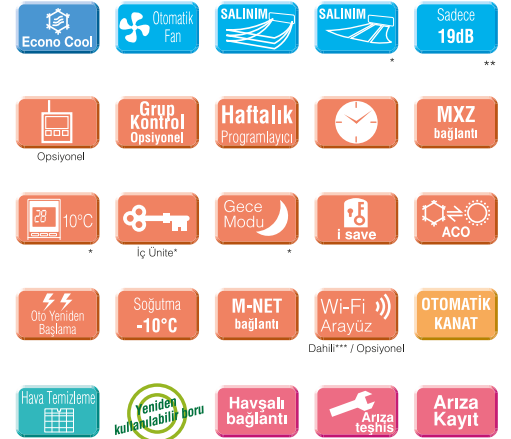 Econo Cool
Otomatik
Fan
SALINIM
SALINIM
*
Sadece
19dB
**
Opsiyonel
Grup
Kontrol
Opsiyonel
Haftalık
Programlayıcı
MXZ
bağlantı
28
10°C
*
İç Ünite*
Gece
Modu
*
i save
ACO
Oto Yeniden
Başlama
Soğutma
-10°C
M-NET
bağlantı
Wi-Fi
Arayüz
Dahili*** / Opsiyonel
OTOMATİK
KANAT
Hava Temizleme
Yeniden
kullanılabilir boru
Havşalı
bağlantı
Arıza
teşhis
Arıza
Kayıt